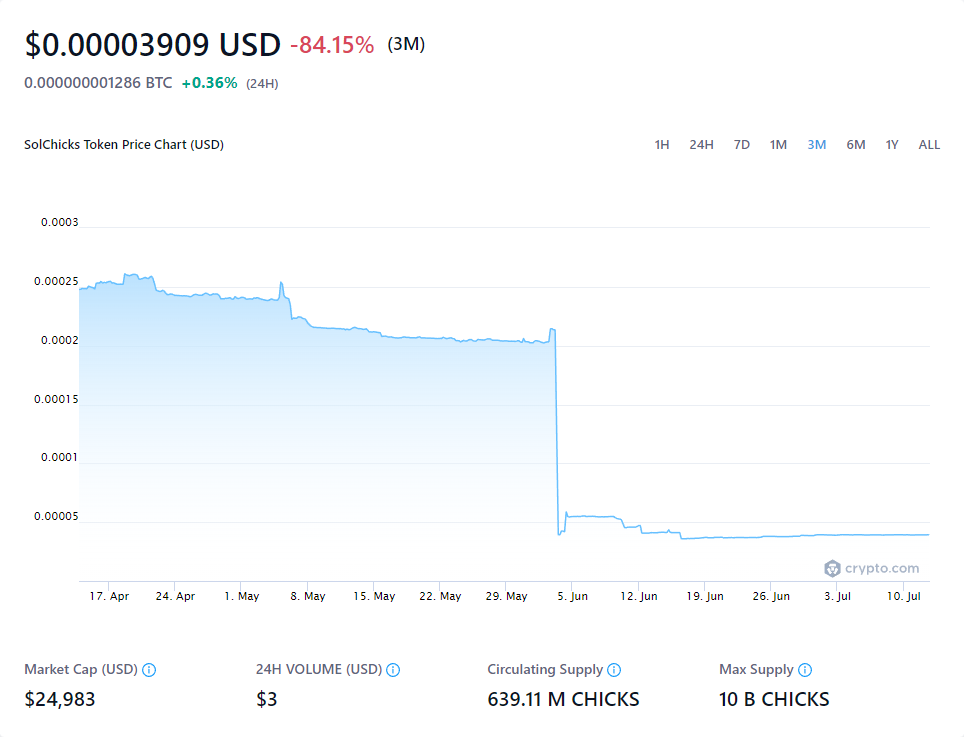 $0.00003909 USD -84.15% (3M)
0.000000001286 BTC +0.36% (24H)
SolChicks Token Price Chart (USD) 1H 24H 7D 1M 3M 6M 1Y ALL
0.0003
0.00025
0.0002
0.00015
0.0001
0.00005
crypto.com
17. Apr 24. Apr 1. May 8. May 15. May 22. May 29. May 5. Jun 12. Jun 19. Jun 26. Jun 3. Jul 10. Jul
Market Cap (USD) 24H VOLUME (USD) Circulating Supply Max Supply
$24,983 $3 639.11 M CHICKS 10 B CHICKS